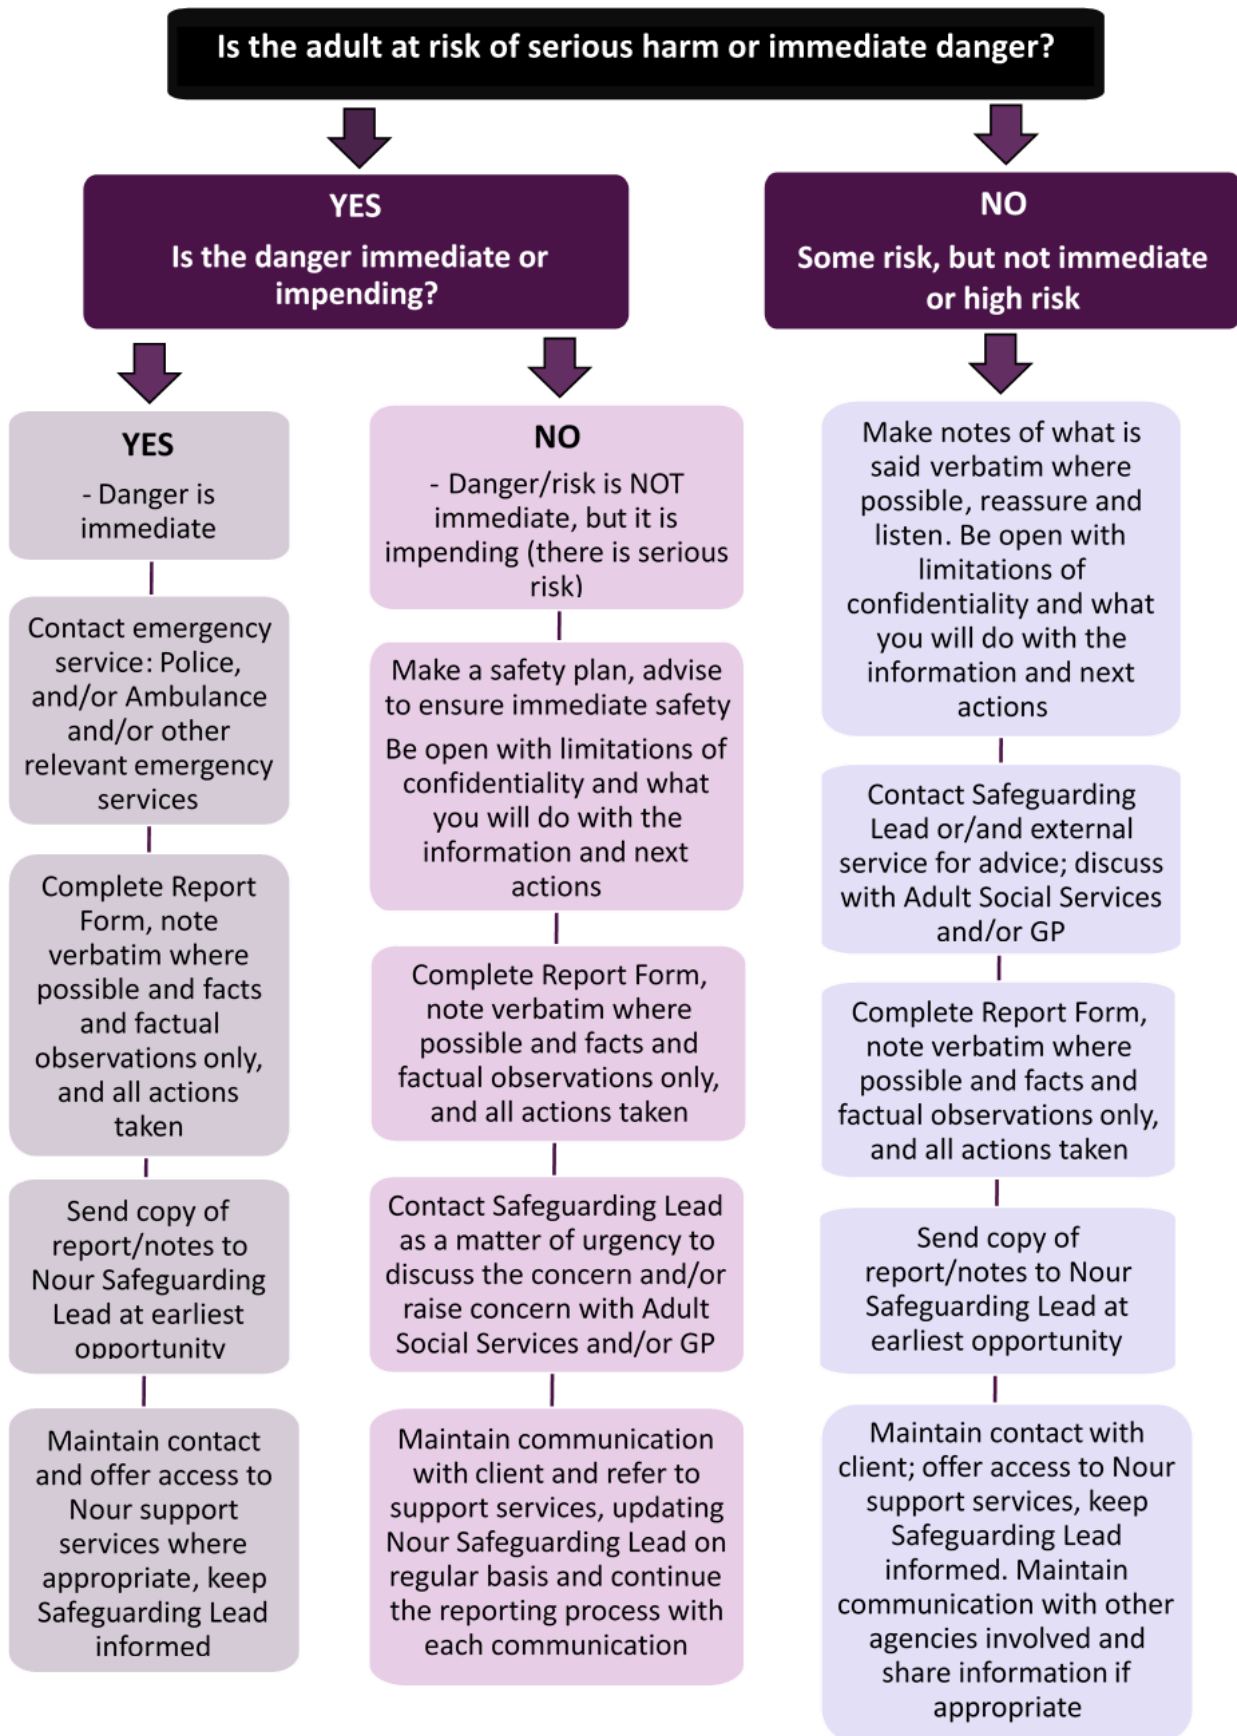 Is the adult at risk of serious harm or immediate danger?
YES
Is the danger immediate or
impending?
NO
Some risk, but not immediate
or high risk
YES
- Danger is
immediate
Contact emergency
service: Police,
and/or Ambulance
and/or other
relevant emergency
services
Complete Report
Form, note
verbatim where
possible and facts
and factual
observations only,
and all actions
taken
Send copy of
report/notes to
Nour Safeguarding
Lead at earliest
opportunity
Maintain contact
and offer access to
Nour support
services where
appropriate, keep
Safeguarding Lead
informed
NO
- Danger/risk is NOT
immediate, but it is
impending (there is serious
risk)
Make a safety plan, advise
to ensure immediate safety
Be open with limitations of
confidentiality and what
you will do with the
information and next
actions
Complete Report Form,
note verbatim where
possible and facts and
factual observations only,
and all actions taken
Contact Safeguarding Lead
as a matter of urgency to
discuss the concern and/or
raise concern with Adult
Social Services and/or GP
Maintain communication
with client and refer to
support services, updating
Nour Safeguarding Lead on
regular basis and continue
the reporting process with
each communication
Make notes of what is
said verbatim where
possible, reassure and
listen. Be open with
limitations of
confidentiality and what
you will do with the
information and next
actions
Contact Safeguarding
Lead or/and external
service for advice; discuss
with Adult Social Services
and/or GP
Complete Report Form,
note verbatim where
possible and facts and
factual observations only,
and all actions taken
Send copy of
report/notes to Nour
Safeguarding Lead at
earliest opportunity
Maintain contact with
client; offer access to Nour
support services, keep
Safeguarding Lead
informed. Maintain
communication with other
agencies involved and
share information if
appropriate